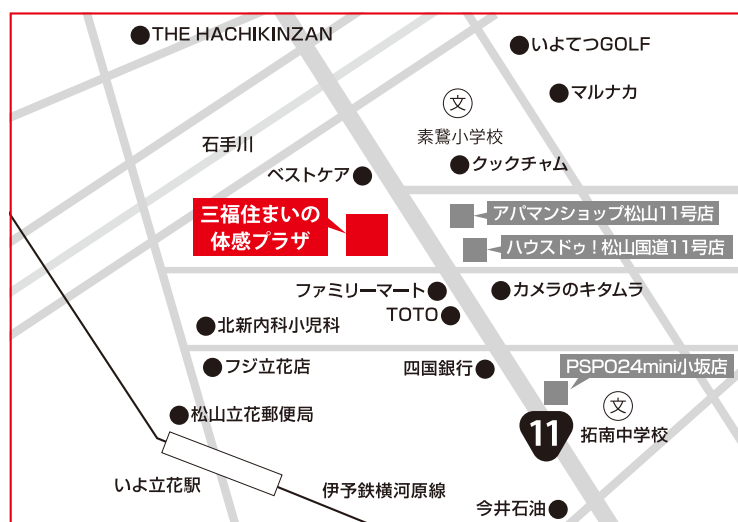 THE HACHIKINZAN
いよてつGOLF
マルナカ
文
素鵞小学校
石手川
クックチャム
ベストケア
三福住まいの
体感プラザ
アパマンショップ松山11号店
ハウスドゥ！松山国道11号店
ファミリーマート
カメラのキタムラ
TOTO
北新内科小児科
フジ立花店
四国銀行
PSPO24mini小坂店
文
松山立花郵便局
11
拓南中学校
いよ立花駅
伊予鉄横河原線
今井石油